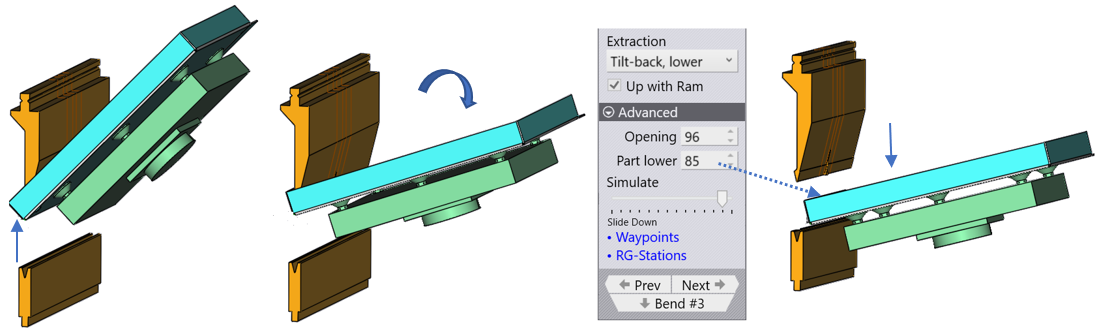 Extraction
Tilt-back, lower
Up with Ram
Advanced
Opening 96
Part lower 85
Simulate
Slide Down
• Waypoints
• RG-Stations
Prev Next
Bend #3